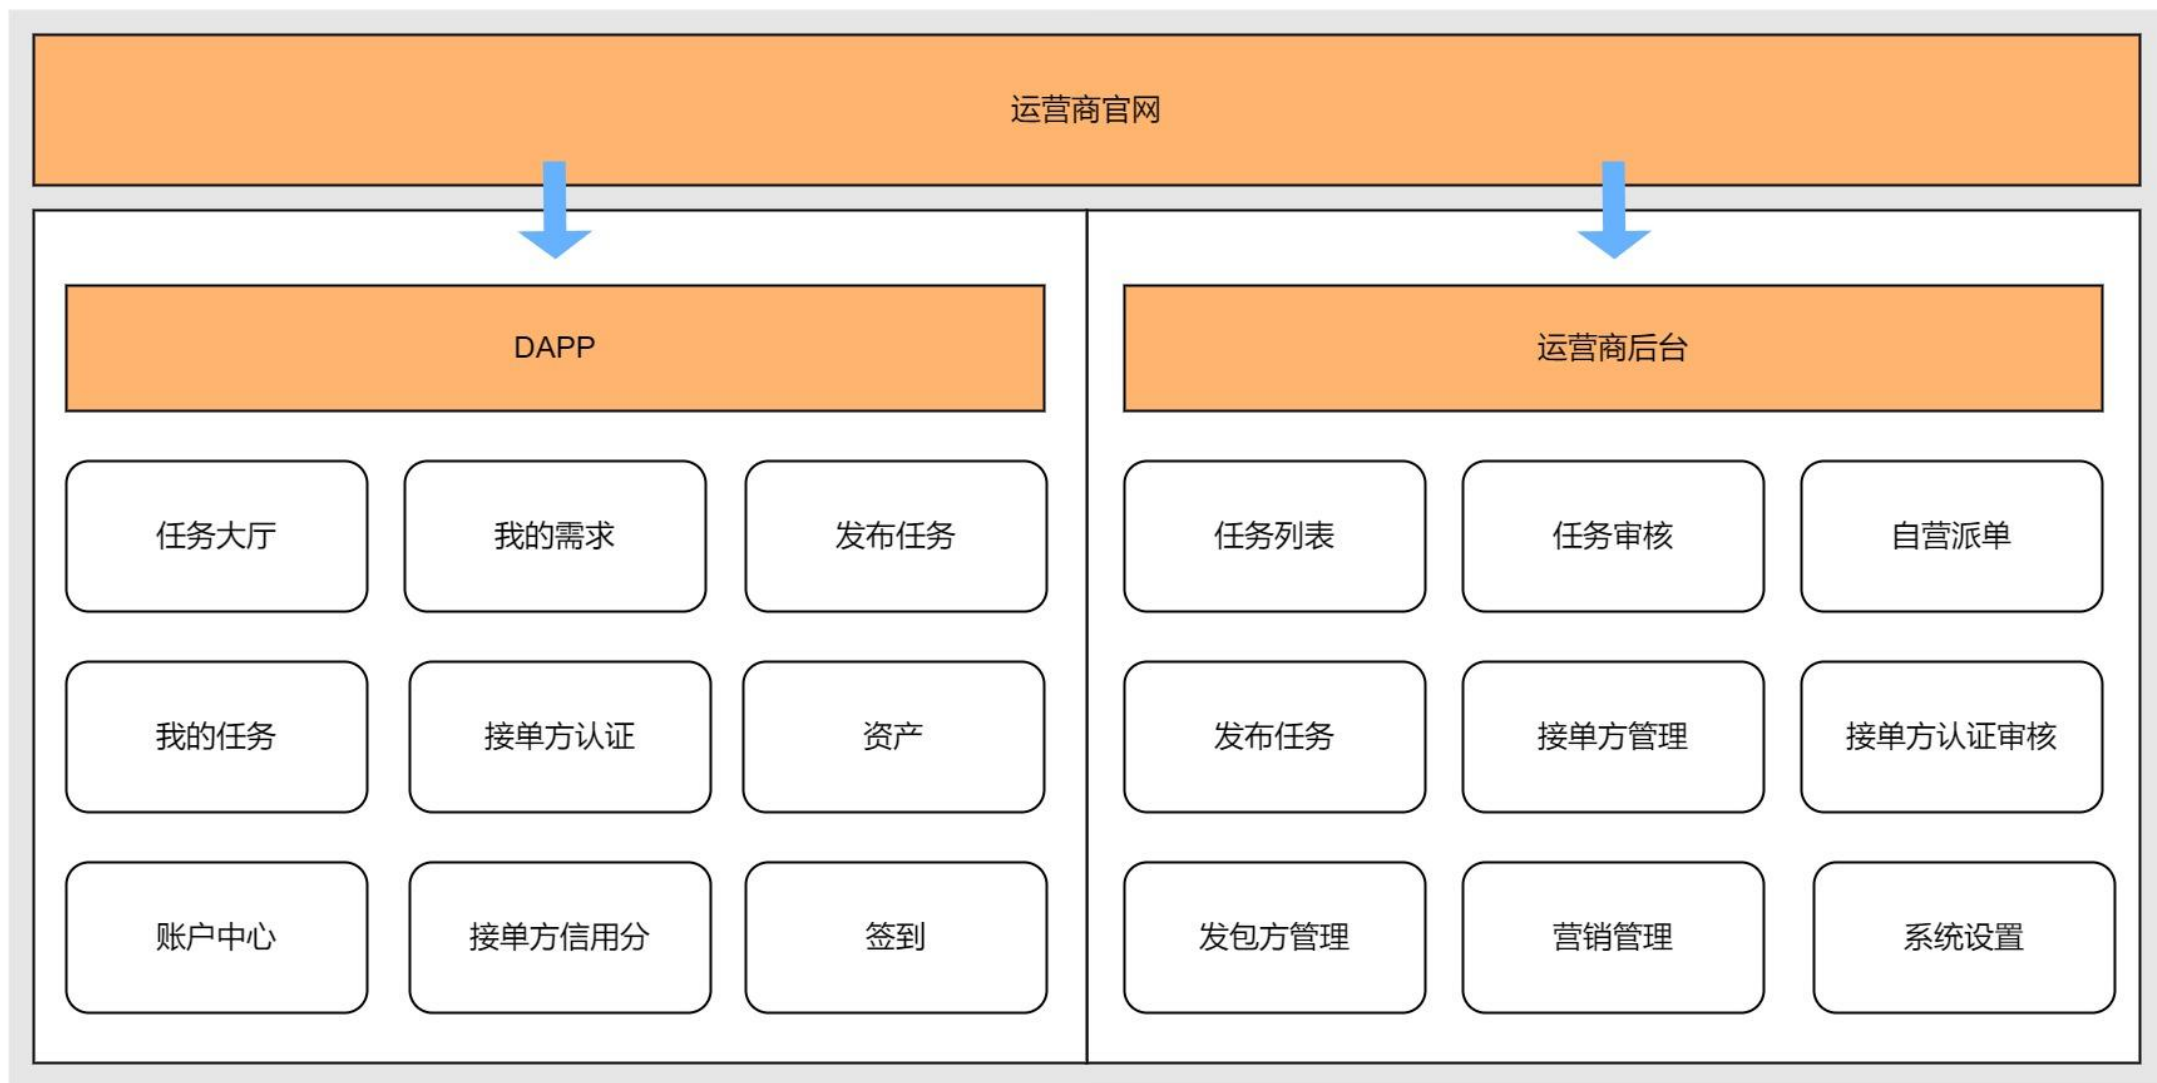 运营商官网
DAPP
任务大厅
我的需求
发布任务
我的任务
接单方认证
资产
账户中心
接单方信用分
签到
运营商后台
任务列表
任务审核
自营派单
发布任务
接单方管理
接单方认证审核
发包方管理
营销管理
系统设置